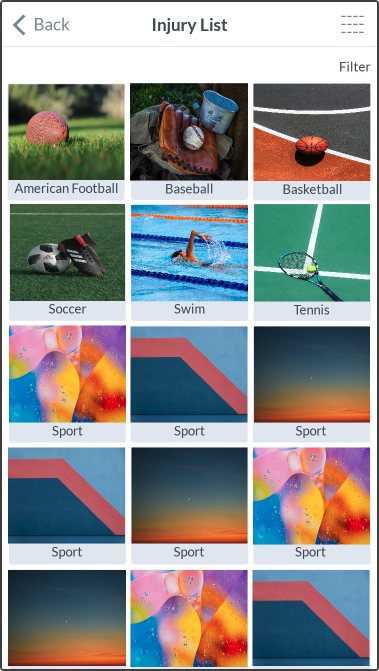 Back
Injury List
Filter
American Football
Baseball
Basketball
Soccer
Swim
Tennis
Sport
Sport
Sport
Sport
Sport
Sport